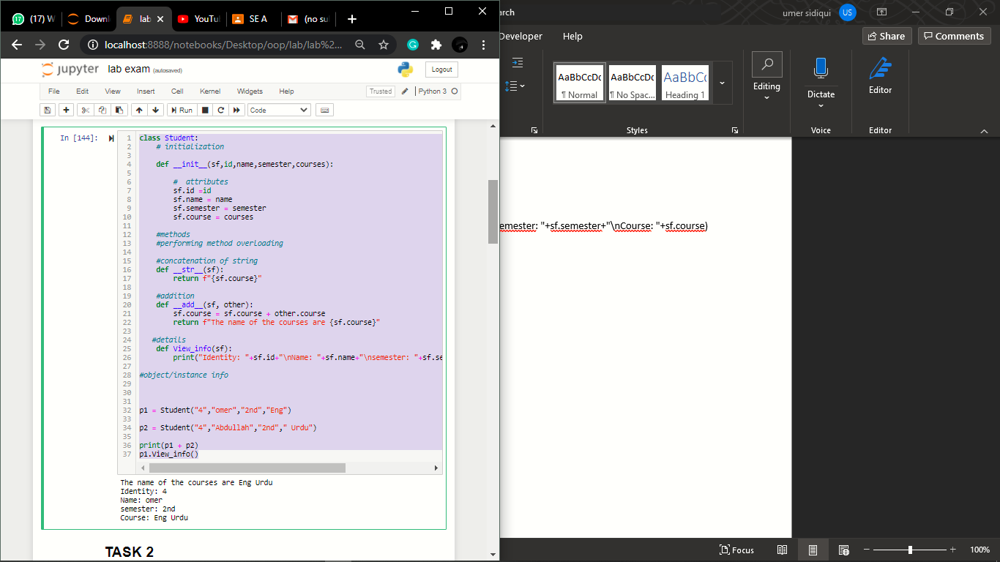 (17) W
Downl
lab
YouTu
SE A
(no su
localhost:8888/notebooks/Desktop/oop/lab/lab%2...
jupyter lab exam (autosaved)
Logout
File Edit View Insert Cell Kernel Widgets Help
Trusted
Python 3
Run
Code
In [144]:
1 class Student:
2 # initialization
3
4 def __init__(sf,id,name,semester,courses):
5
6 # attributes
7 sf.id =id
8 sf.name = name
9 sf.semester = semester
10 sf.course = courses
11
12 #methods
13 #performing method overloading
14
15 #concatenation of string
16 def __str__(sf):
17 return f"{sf.course}"
18
19 #addition
20 def __add__(sf, other):
21 sf.course = sf.course + other.course
22 return f"The name of the courses are {sf.course}"
23
24 #details
25 def View_info(sf):
26 print("Identity: "+sf.id+"\nName: "+sf.name+"\nsemester: "+sf.se
27
28 #object/instance info
29
30
31
32 p1 = Student("4","omer","2nd","Eng")
33
34 p2 = Student("4","Abdullah","2nd"," Urdu")
35
36 print(p1 + p2)
37 p1.View_info()
The name of the courses are Eng Urdu
Identity: 4
Name: omer
semester: 2nd
Course: Eng Urdu
TASK 2
arch
umer sidiqui US
Developer Help
Share Comments
AaBbCcDc AaBbCcDc AaBbCc
¶ Normal ¶ No Spac... Heading 1
Editing
Dictate
Editor
Styles
Voice
Editor
emester: "+sf.semester+"\nCourse: "+sf.course)
Focus
100%